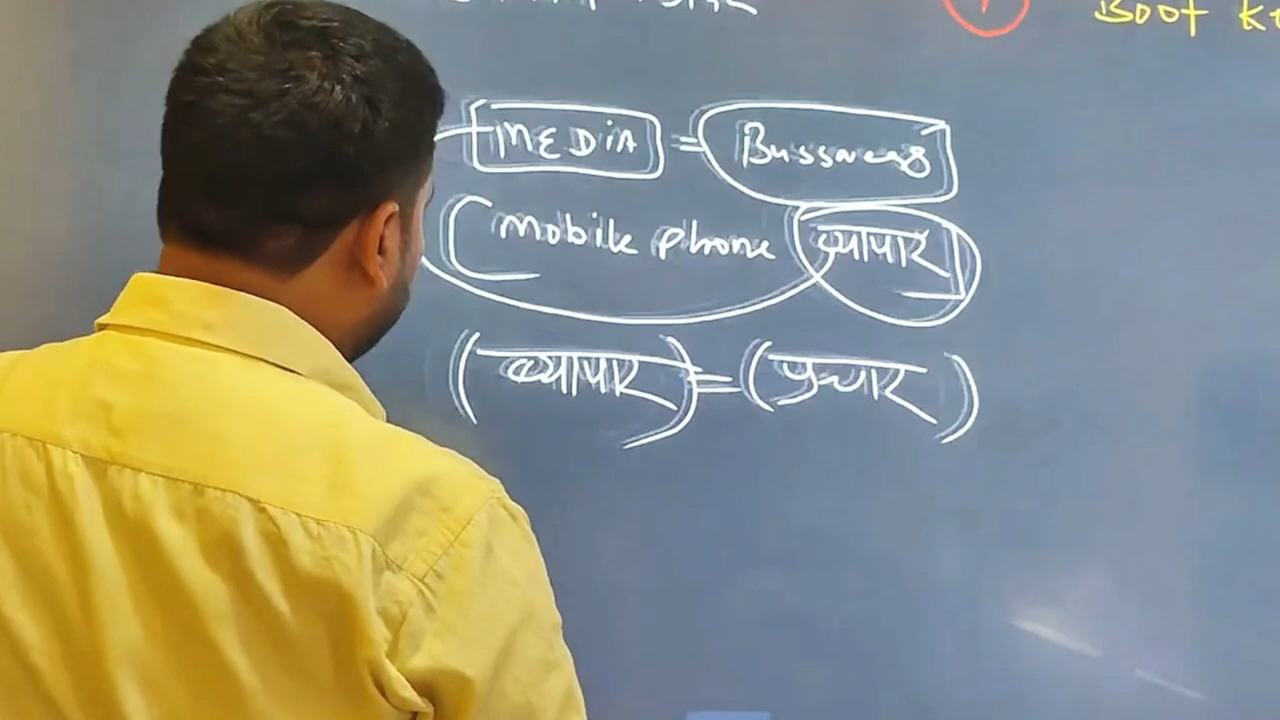 Boot
MEDiA = Bussness
mobile phone व्यापार
(व्यापार) = (प्रचार)